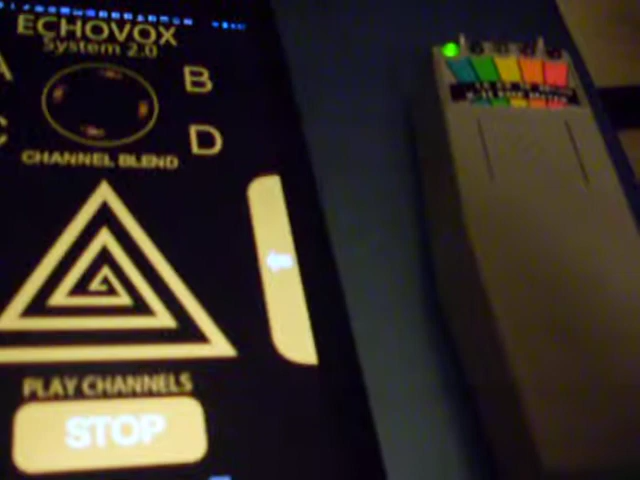 ECHOVOX
System 2.0
A
B
C
D
CHANNEL BLEND
PLAY CHANNELS
STOP